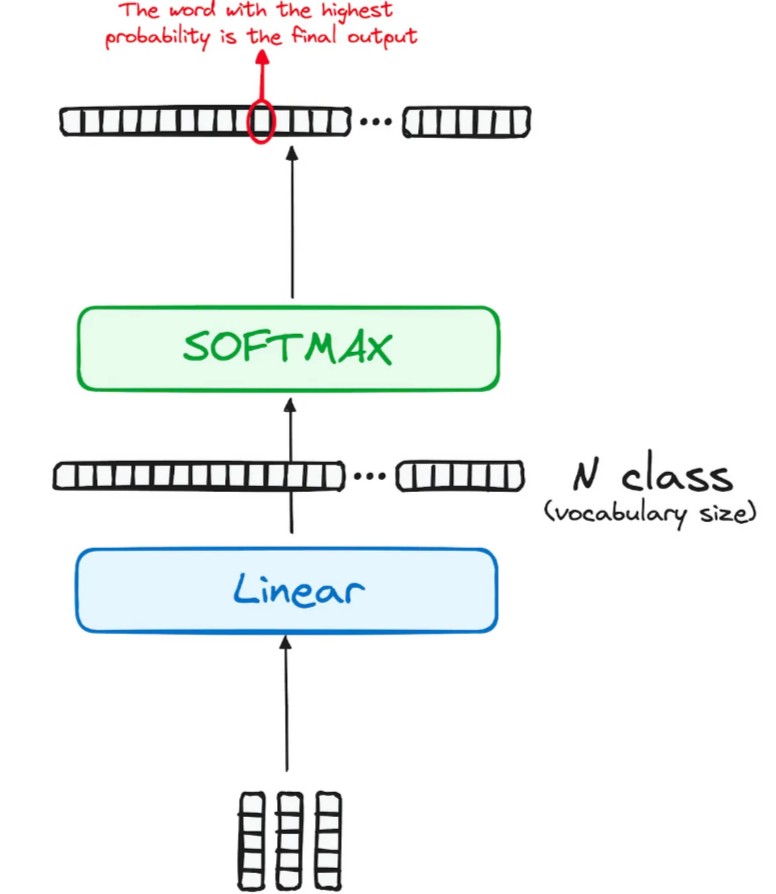 The word with the highest
probability is the final output
SOFTMAX
N class
(vocabulary size)
Linear